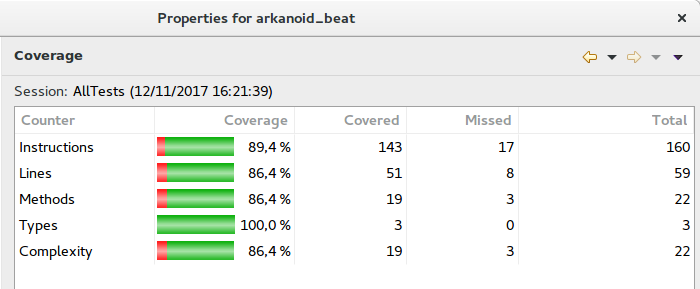 Properties for arkanoid_beat
Coverage
Session: AllTests (12/11/2017 16:21:39)
Counter Coverage Covered Missed Total
Instructions 89,4 % 143 17 160
Lines 86,4 % 51 8 59
Methods 86,4 % 19 3 22
Types 100,0 % 3 0 3
Complexity 86,4 % 19 3 22